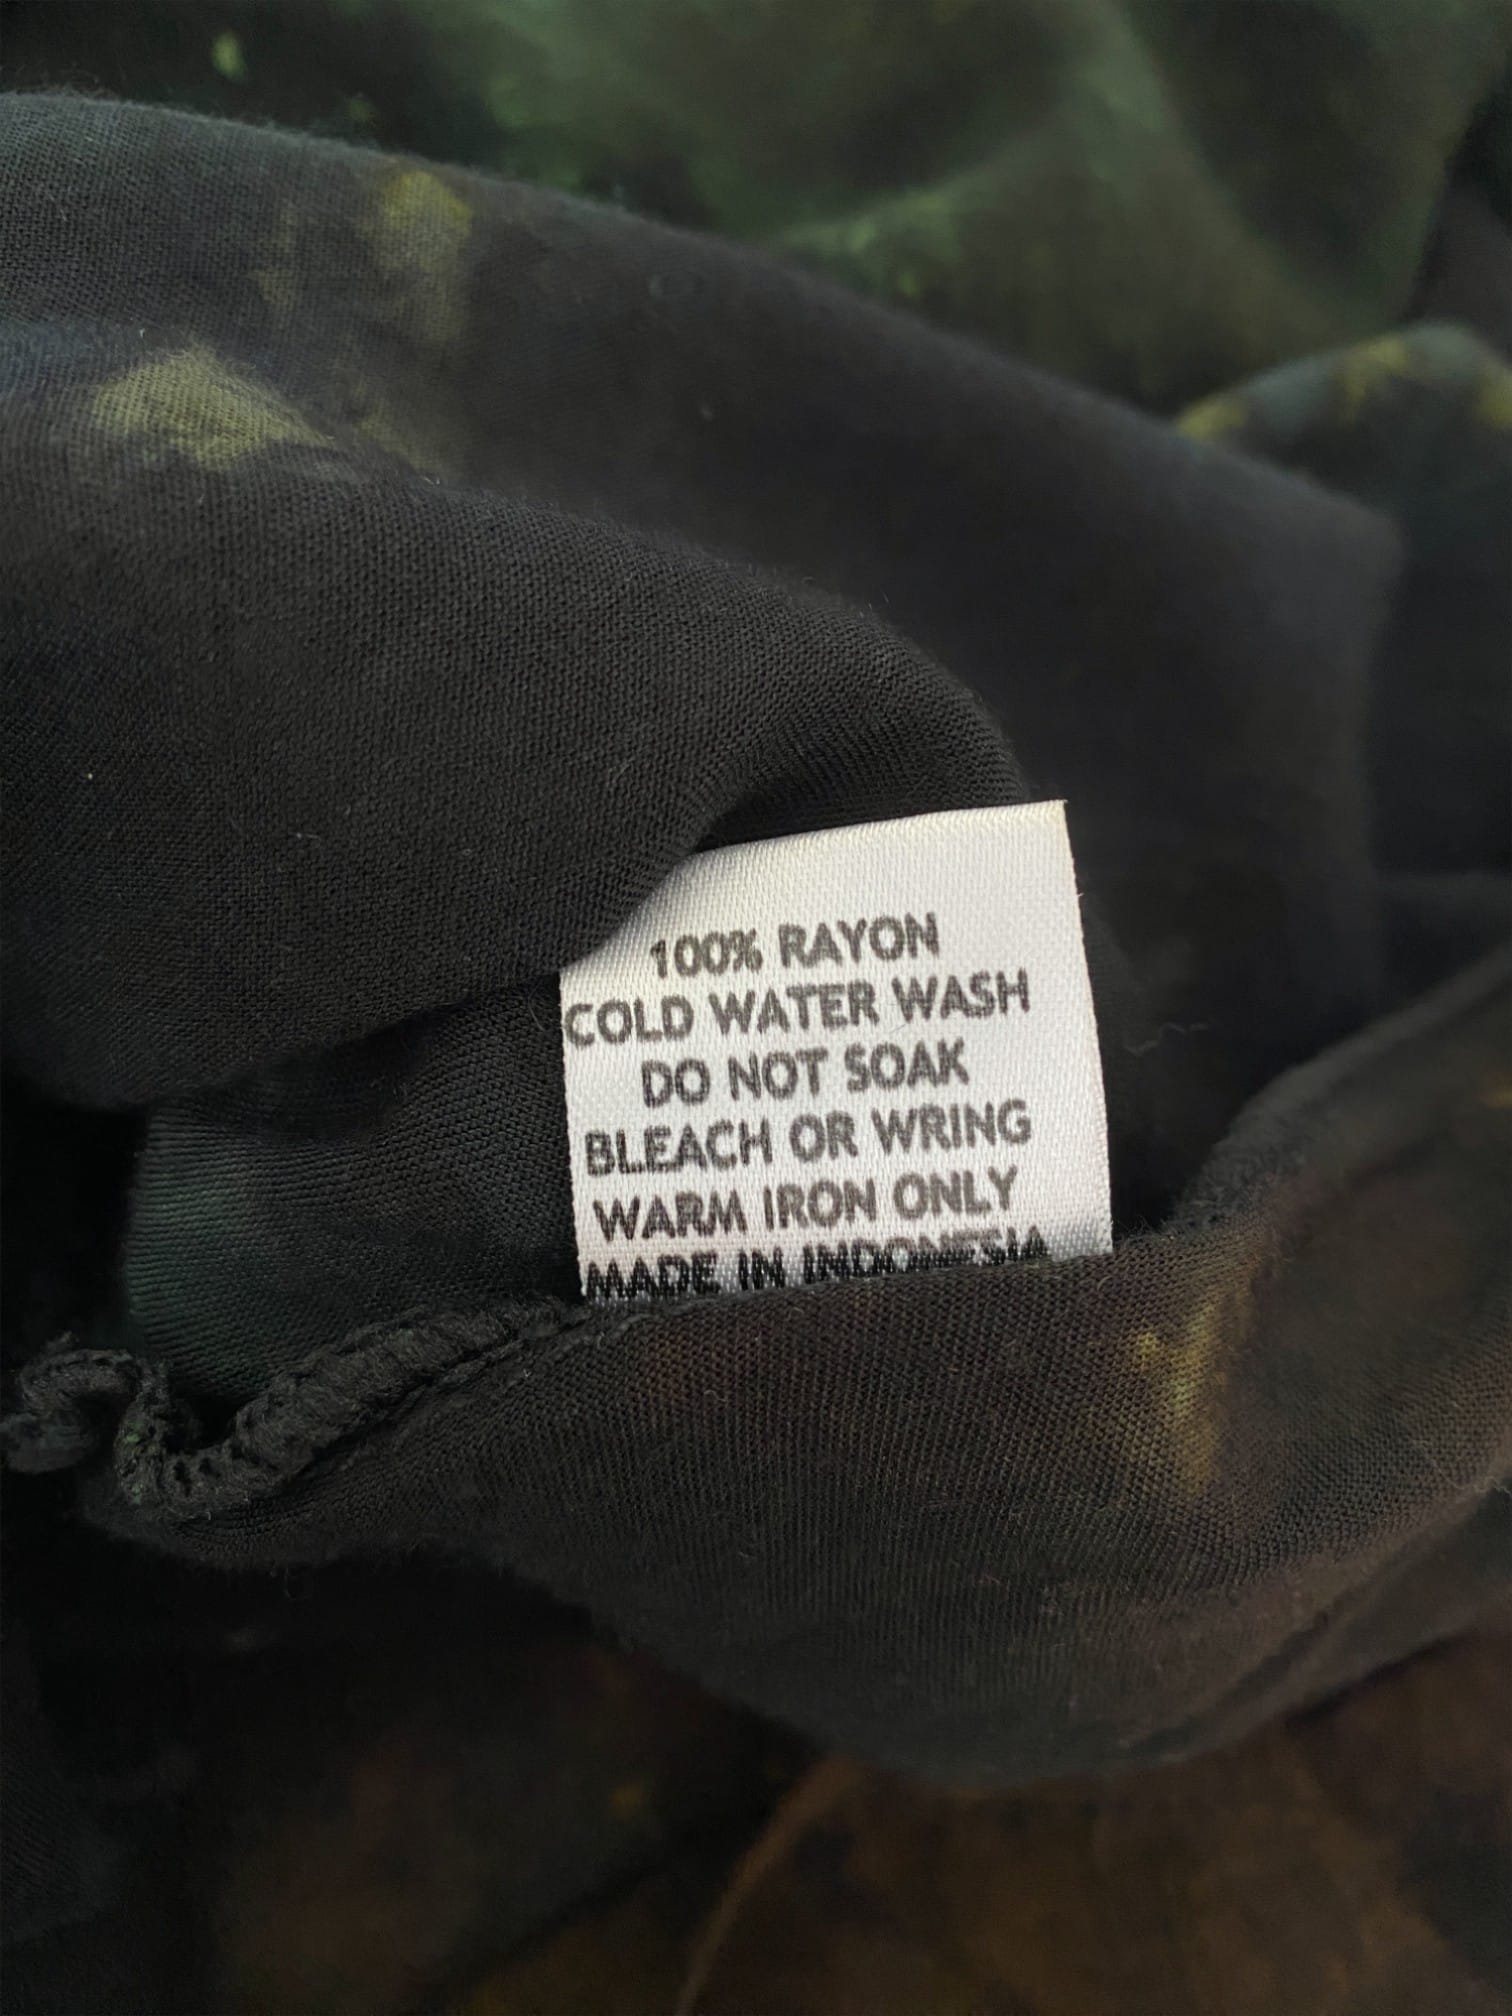 100% RAYON
COLD WATER WASH
DO NOT SOAK
BLEACH OR WRING
WARM IRON ONLY
MADE IN INDONESIA